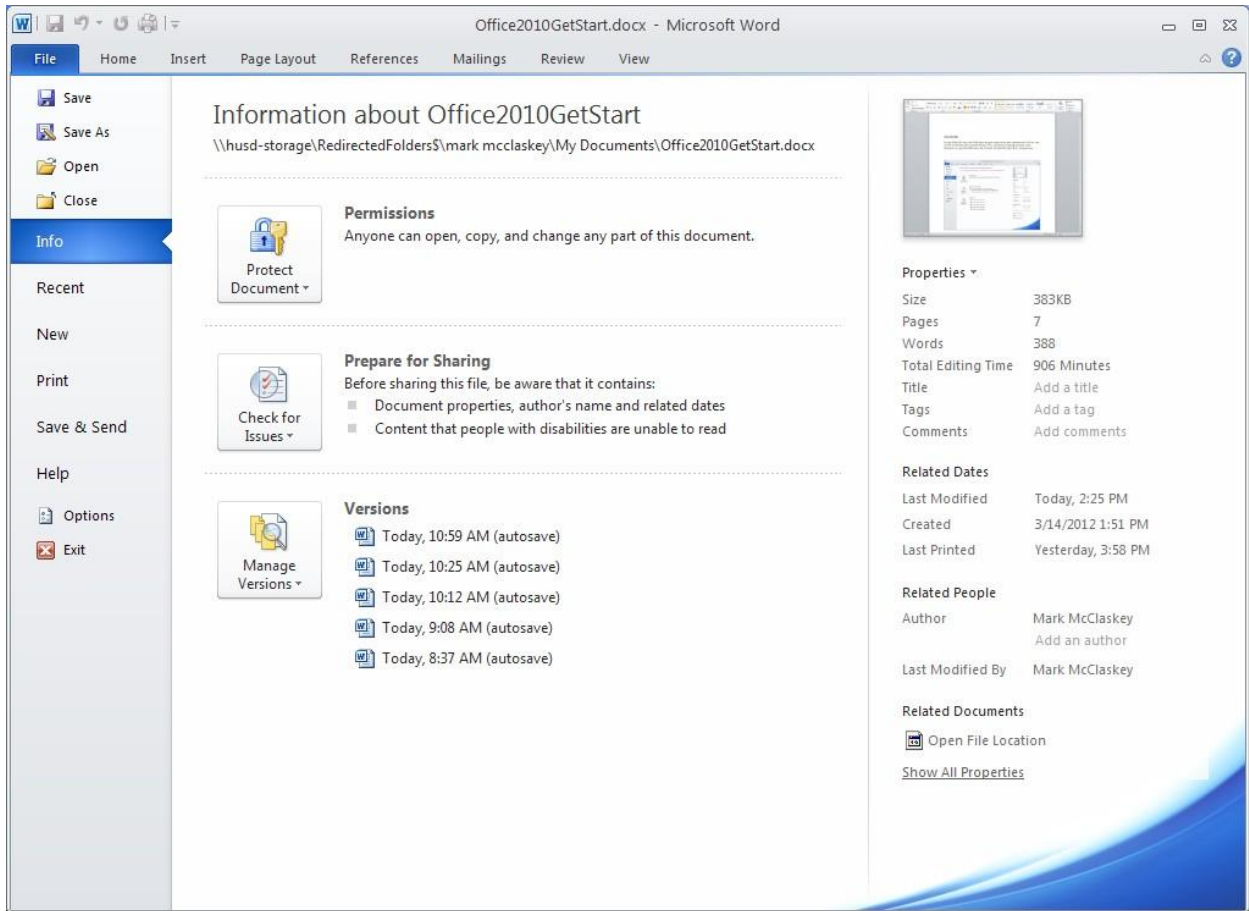 Office2010GetStart.docx - Microsoft Word
File Home Insert Page Layout References Mailings Review View
Save
Save As
Open
Close
Info
Recent
New
Print
Save & Send
Help
Options
Exit
Information about Office2010GetStart
\\husd-storage\RedirectedFolders$\mark mcclaskey\My Documents\Office2010GetStart.docx
Protect
Document
Permissions
Anyone can open, copy, and change any part of this document.
Check for
Issues
Prepare for Sharing
Before sharing this file, be aware that it contains:
Document properties, author's name and related dates
Content that people with disabilities are unable to read
Manage
Versions
Versions
Today, 10:59 AM (autosave)
Today, 10:25 AM (autosave)
Today, 10:12 AM (autosave)
Today, 9:08 AM (autosave)
Today, 8:37 AM (autosave)
Properties
Size 383KB
Pages 7
Words 388
Total Editing Time 906 Minutes
Title Add a title
Tags Add a tag
Comments Add comments
Related Dates
Last Modified Today, 2:25 PM
Created 3/14/2012 1:51 PM
Last Printed Yesterday, 3:58 PM
Related People
Author Mark McClaskey
Add an author
Last Modified By Mark McClaskey
Related Documents
Open File Location
Show All Properties